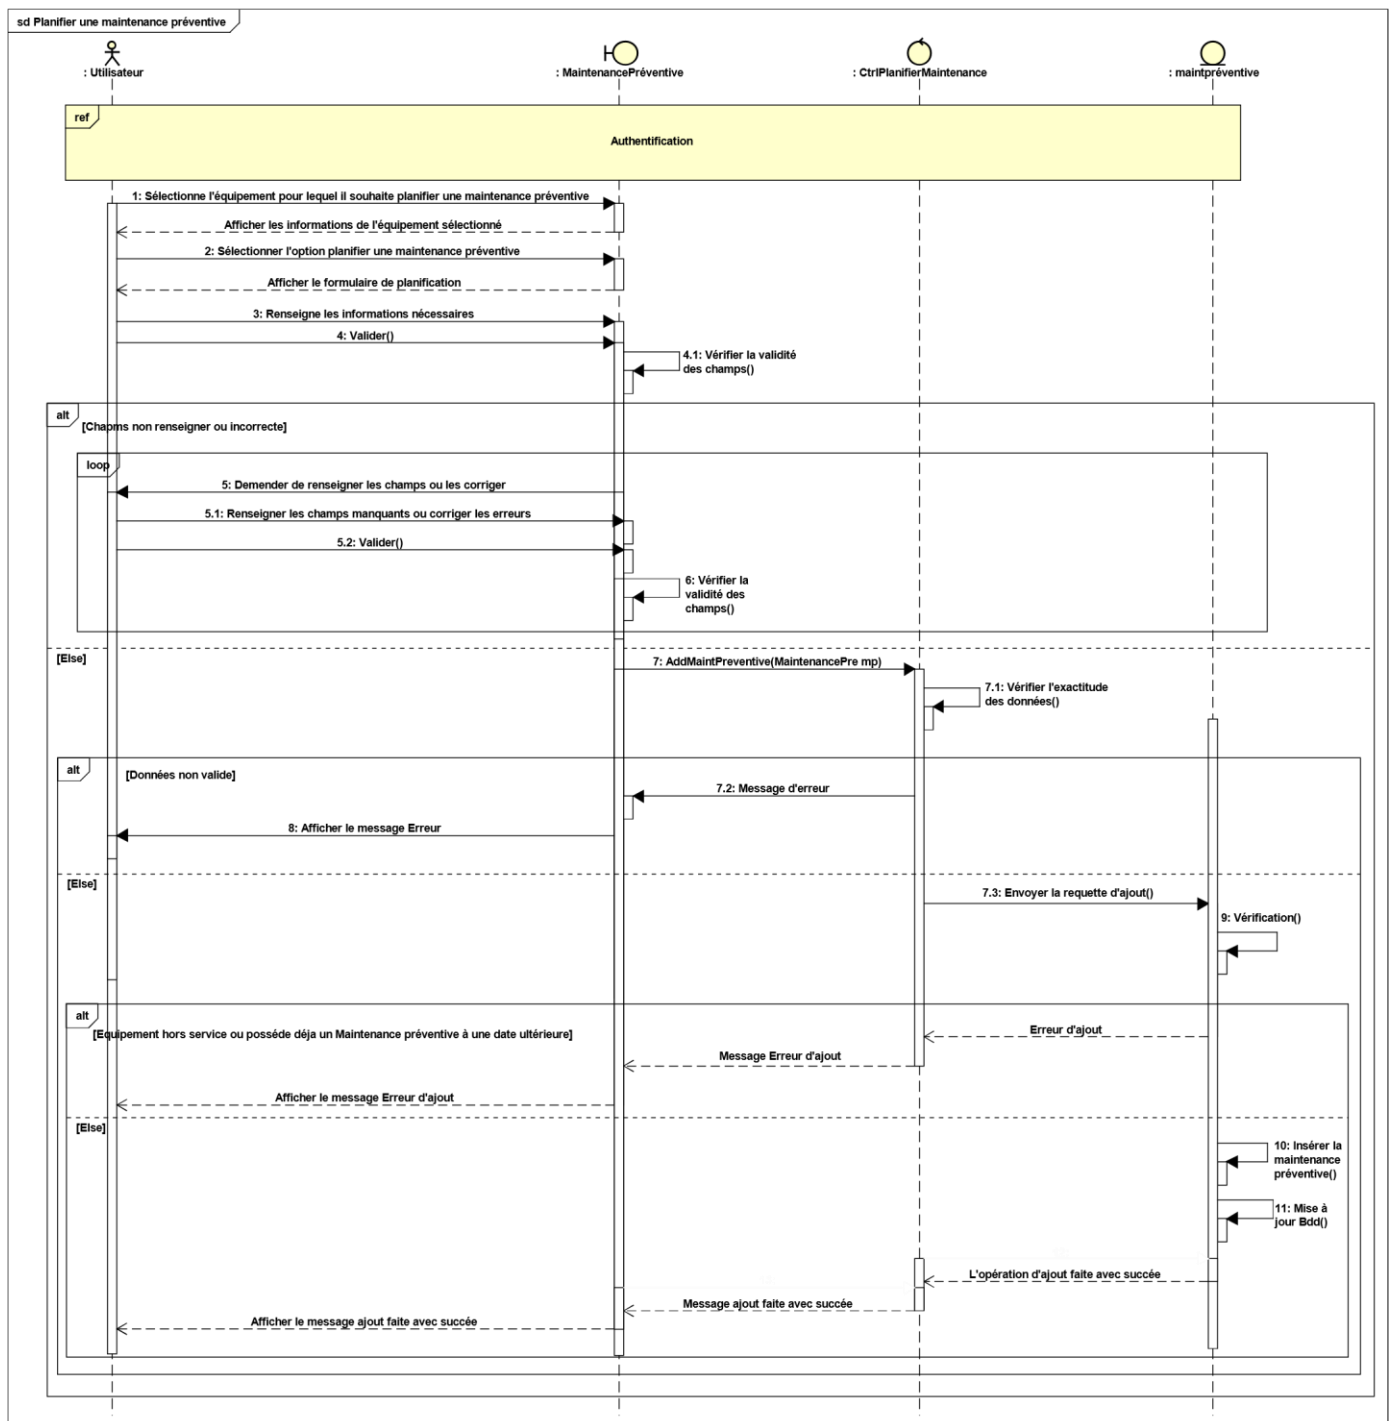 sd Planifier une maintenance préventive
: Utilisateur
: MaintenancePréventive
: CtrlPlanifierMaintenance
: maintpréventive
ref
Authentification
1: Sélectionne l'équipement pour lequel il souhaite planifier une maintenance préventive
Afficher les informations de l'équipement sélectionné
2: Sélectionner l'option planifier une maintenance préventive
Afficher le formulaire de planification
3: Renseigne les informations nécessaires
4: Valider()
4.1: Vérifier la validité
des champs()
alt
[Chapms non renseigner ou incorrecte]
loop
5: Demender de renseigner les champs ou les corriger
5.1: Renseigner les champs manquants ou corriger les erreurs
5.2: Valider()
6: Vérifier la
validité des
champs()
[Else]
7: AddMaintPreventive(MaintenancePre mp)
7.1: Vérifier l'exactitude
des données()
alt
[Données non valide]
7.2: Message d'erreur
8: Afficher le message Erreur
[Else]
7.3: Envoyer la requette d'ajout()
9: Vérification()
alt
[Equipement hors service ou posséde déja un Maintenance préventive à une date ultérieure]
Erreur d'ajout
Message Erreur d'ajout
Afficher le message Erreur d'ajout
[Else]
10: Insérer la
maintenance
préventive()
11: Mise à
jour Bdd()
L'opération d'ajout faite avec succée
Message ajout faite avec succée
Afficher le message ajout faite avec succée